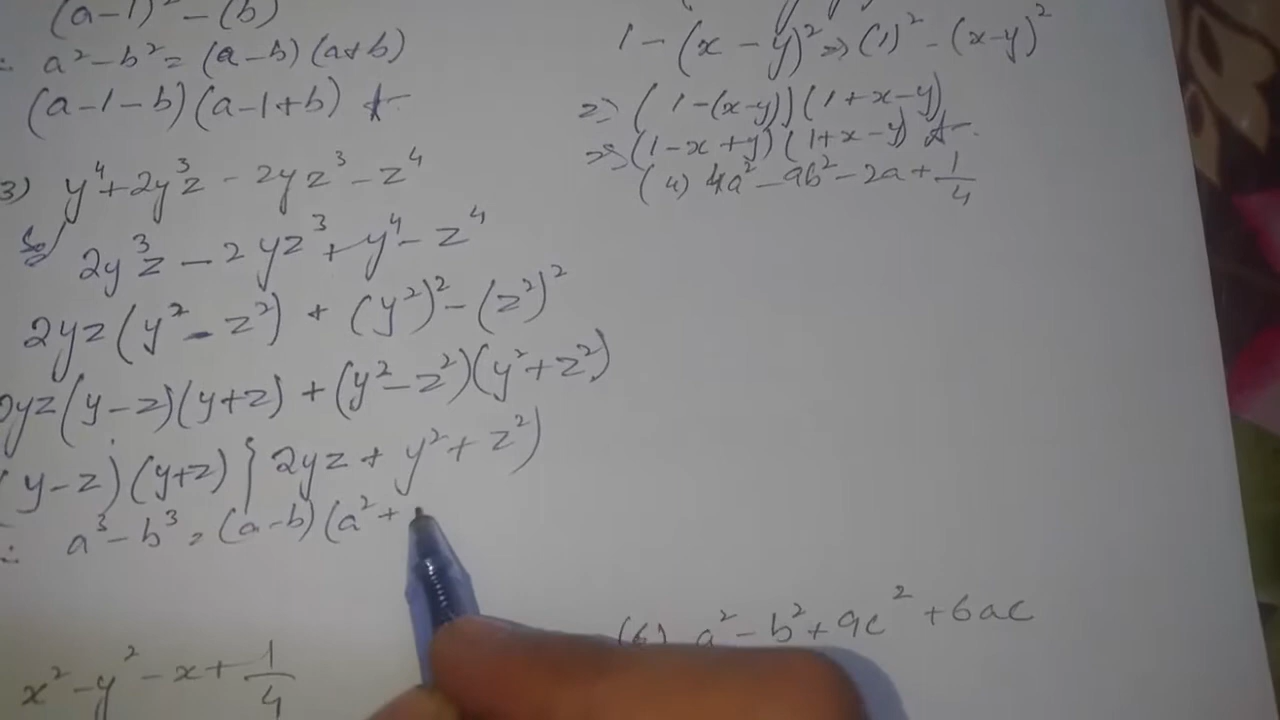 (a-1)² - (b)
∴ a² - b² = (a-b)(a+b)
(a-1-b)(a-1+b)
3) y⁴+2y³z - 2yz³ - z⁴
Sol
2y³z - 2yz³ + y⁴ - z⁴
2yz(y² - z²) + (y²)² - (z²)²
2yz(y-z)(y+z) + (y²-z²)(y²+z²)
(y-z)(y+z){2yz + y² + z²)
∴ a³ - b³ = (a-b)(a² +
x² - y² - x + 1/4
1 - (x - y)² => (1)² - (x-y)²
=> (1-(x-y))(1+x-y)
=> (1-x+y)(1+x-y)
(4) 4a² - 9b² - 2a + 1/4
(6) a² - b² + 9c² + 6ac